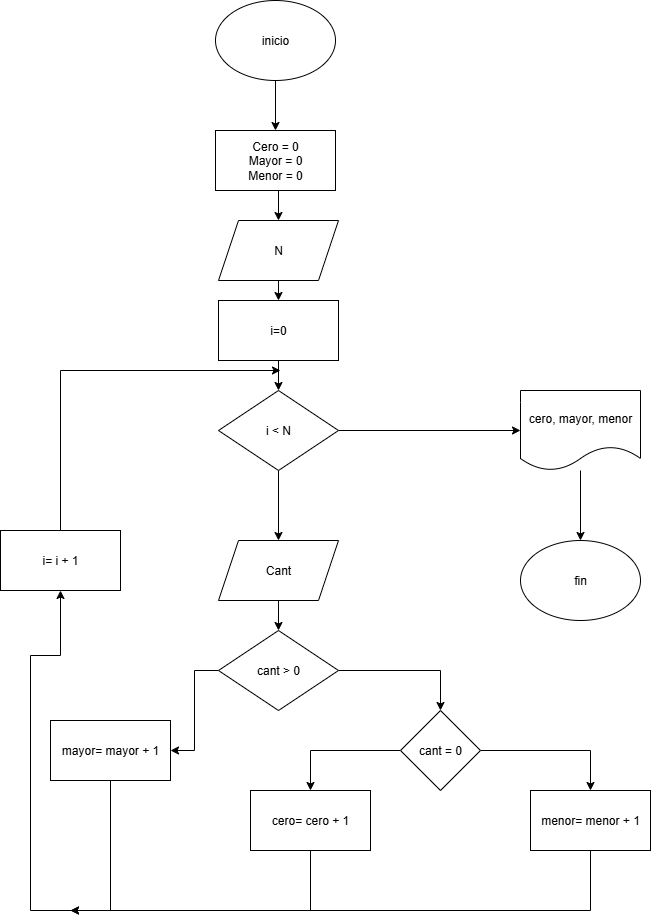 inicio
Cero = 0
Mayor = 0
Menor = 0
N
i=0
i < N
cero, mayor, menor
i= i + 1
Cant
fin
cant > 0
mayor= mayor + 1
cant = 0
cero= cero + 1
menor= menor + 1